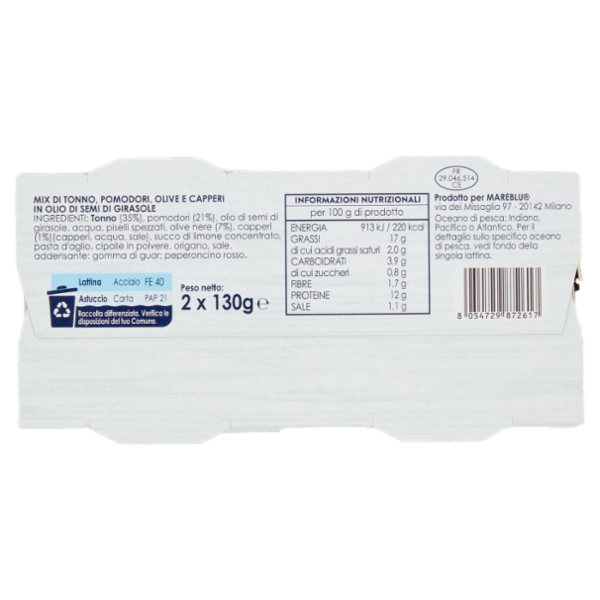 MIX DI TONNO, POMODORI, OLIVE E CAPPERI
IN OLIO DI SEMI DI GIRASOLE
INGREDIENTI: Tonno (35%), pomodori (21%), olio di semi di
girasole, acqua, piselli spezzati, olive nere (7%), capperi
(1%)(capperi, acqua, sale), succo di limone concentrato,
pasta d'aglio, cipolle in polvere, origano, sale,
addensante: gomma di guar; peperoncino rosso.
Lattina Acciaio FE 40
Astuccio Carta PAP 21
Raccolta differenziata. Verifica le
disposizioni del tuo Comune.
Peso netto:
2 x 130g e
INFORMAZIONI NUTRIZIONALI
per 100 g di prodotto
ENERGIA 913 kJ / 220 kcal
GRASSI 17 g
di cui acidi grassi saturi 2,0 g
CARBOIDRATI 3,9 g
di cui zuccheri 0,8 g
FIBRE 1,7 g
PROTEINE 12 g
SALE 1,1 g
FR
29.046.514
CE
Prodotto per MAREBLU®
via dei Missaglia 97 - 20142 Milano
Oceano di pesca: Indiano,
Pacifico o Atlantico. Per il
dettaglio sullo specifico oceano
di pesca, vedi fondo della
singola lattina.
8 054729 872617